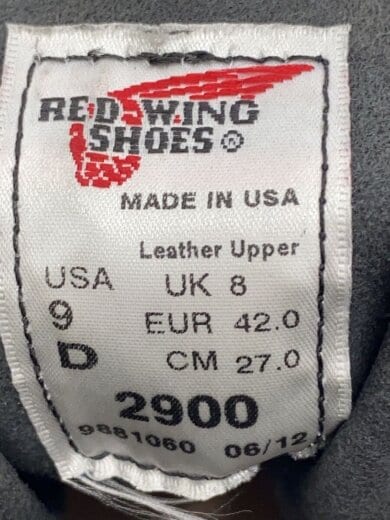 RED WING
SHOES ®
MADE IN USA
Leather Upper
USA UK 8
9 EUR 42.0
D CM 27.0
2900
9881060 06/12